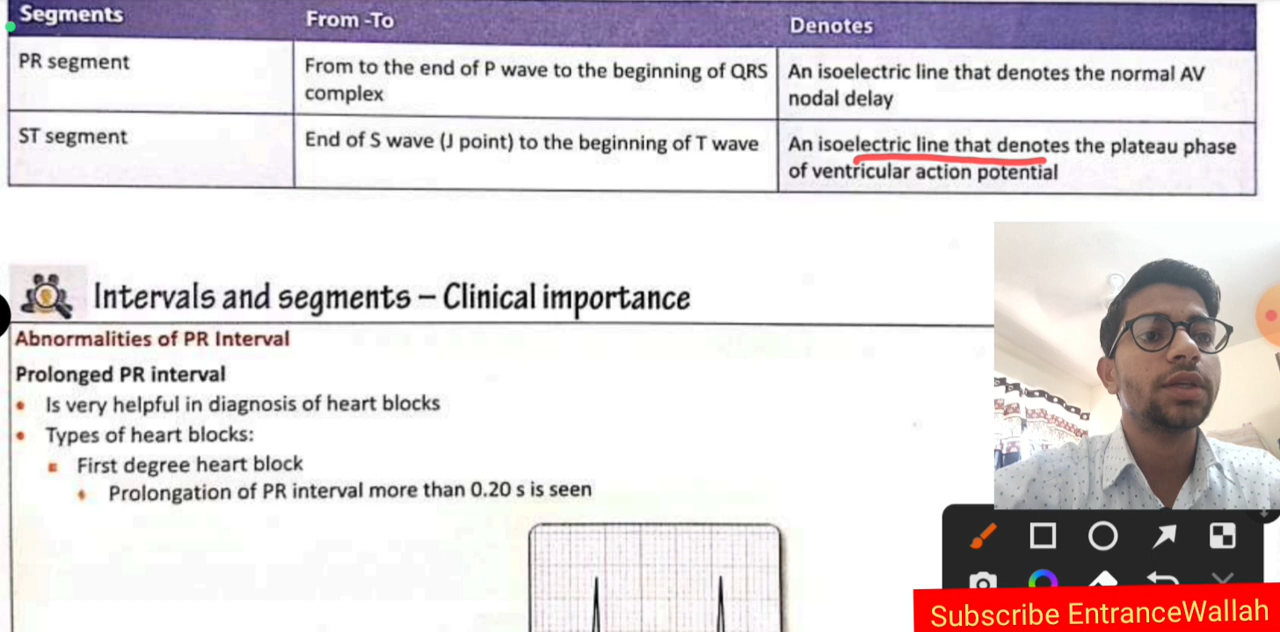 Segments
From -To
Denotes
PR segment
From to the end of P wave to the beginning of QRS
complex
An isoelectric line that denotes the normal AV
nodal delay
ST segment
End of S wave (J point) to the beginning of T wave
An isoelectric line that denotes the plateau phase
of ventricular action potential
Intervals and segments – Clinical importance
Abnormalities of PR Interval
Prolonged PR interval
• Is very helpful in diagnosis of heart blocks
• Types of heart blocks:
First degree heart block
Prolongation of PR interval more than 0.20 s is seen
Subscribe EntranceWallah